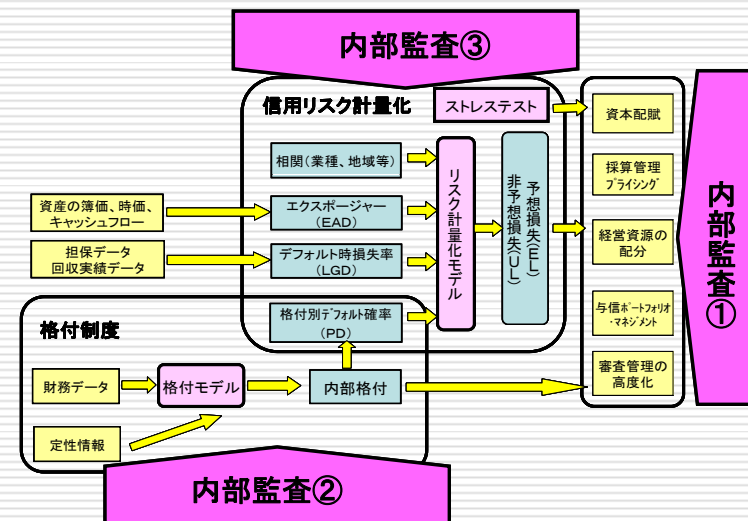 内部監査③
信用リスク計量化
ストレステスト
資本配賦
相関(業種、地域等)
採算管理
プライシング
資産の簿価、時価、
キャッシュフロー
エクスポージャー
(EAD)
リスク計量化モデル
予想損失(EL)
非予想損失(UL)
経営資源の
配分
内部監査①
担保データ
回収実績データ
デフォルト時損失率
(LGD)
格付制度
格付別デフォルト確率
(PD)
与信ポートフォリオ
・マネジメント
財務データ
格付モデル
内部格付
審査管理の
高度化
定性情報
内部監査②